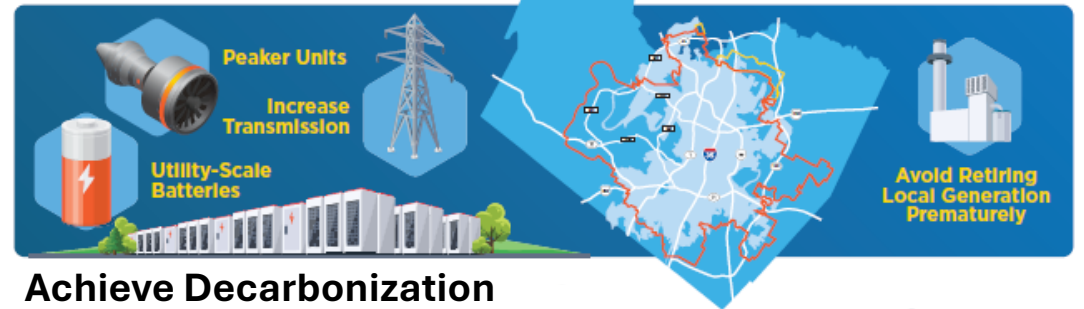 Peaker Units
Increase
Transmission
Utility-Scale
Batteries
Avoid Retiring
Local Generation
Prematurely
Achieve Decarbonization